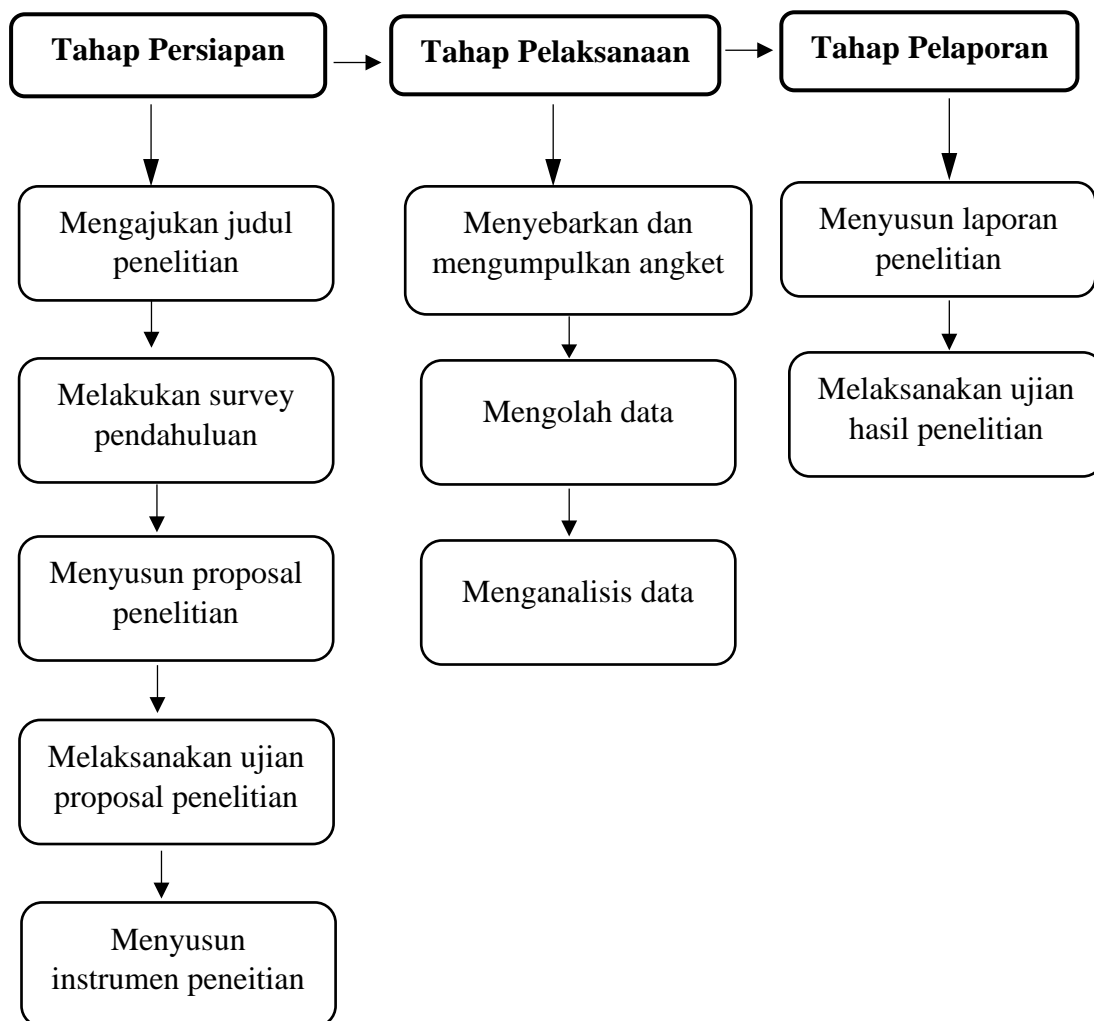 Tahap Persiapan
Tahap Pelaksanaan
Tahap Pelaporan
Mengajukan judul
penelitian
Melakukan survey
pendahuluan
Menyusun proposal
penelitian
Melaksanakan ujian
proposal penelitian
Menyusun
instrumen peneitian
Menyebarkan dan
mengumpulkan angket
Mengolah data
Menganalisis data
Menyusun laporan
penelitian
Melaksanakan ujian
hasil penelitian